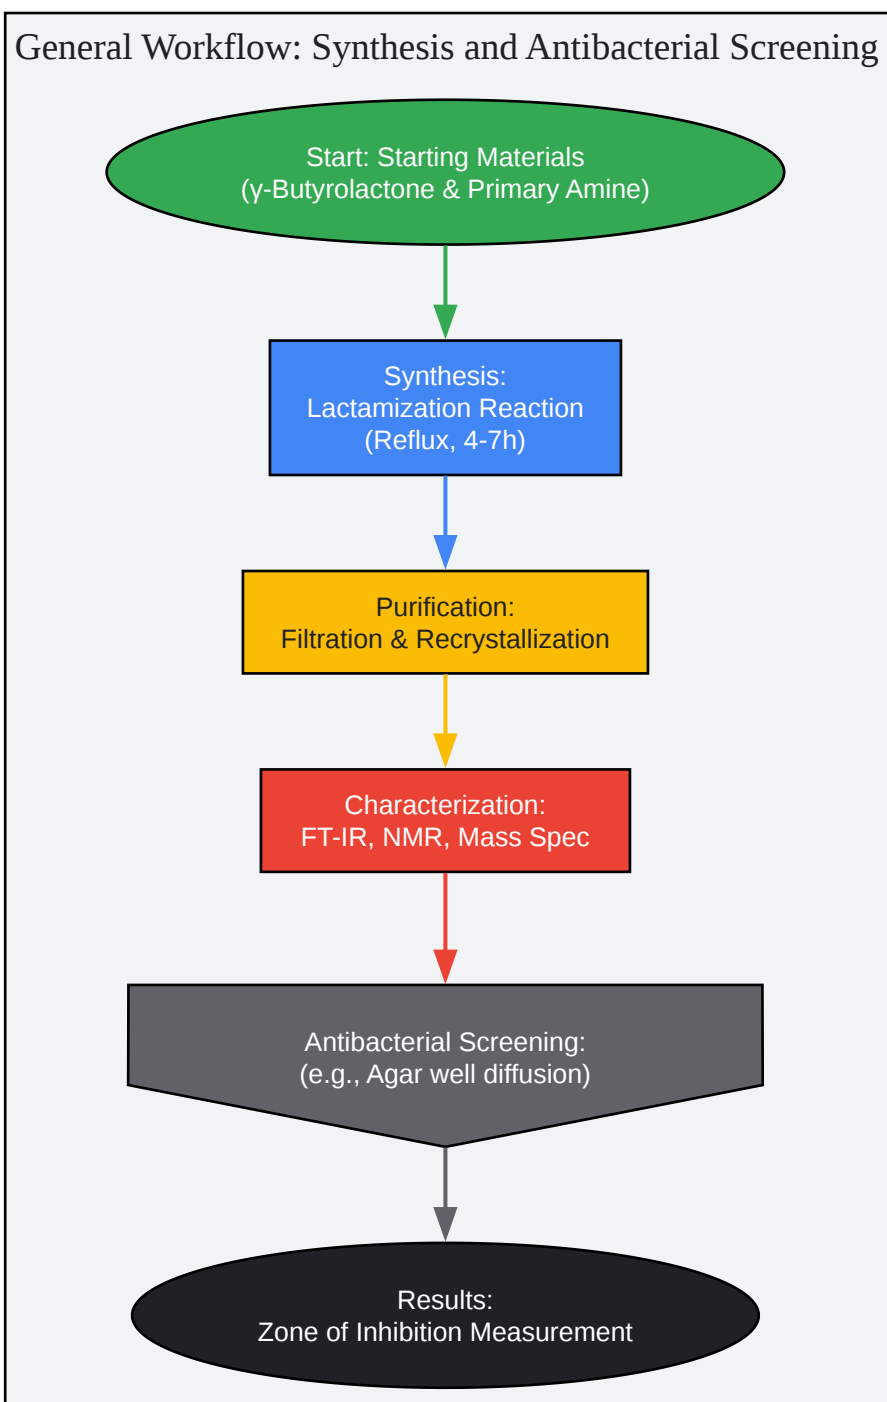 General Workflow: Synthesis and Antibacterial Screening
Start: Starting Materials
(γ-Butyrolactone & Primary Amine)
Synthesis:
Lactamization Reaction
(Reflux, 4-7h)
Purification:
Filtration & Recrystallization
Characterization:
FT-IR, NMR, Mass Spec
Antibacterial Screening:
(e.g., Agar well diffusion)
Results:
Zone of Inhibition Measurement